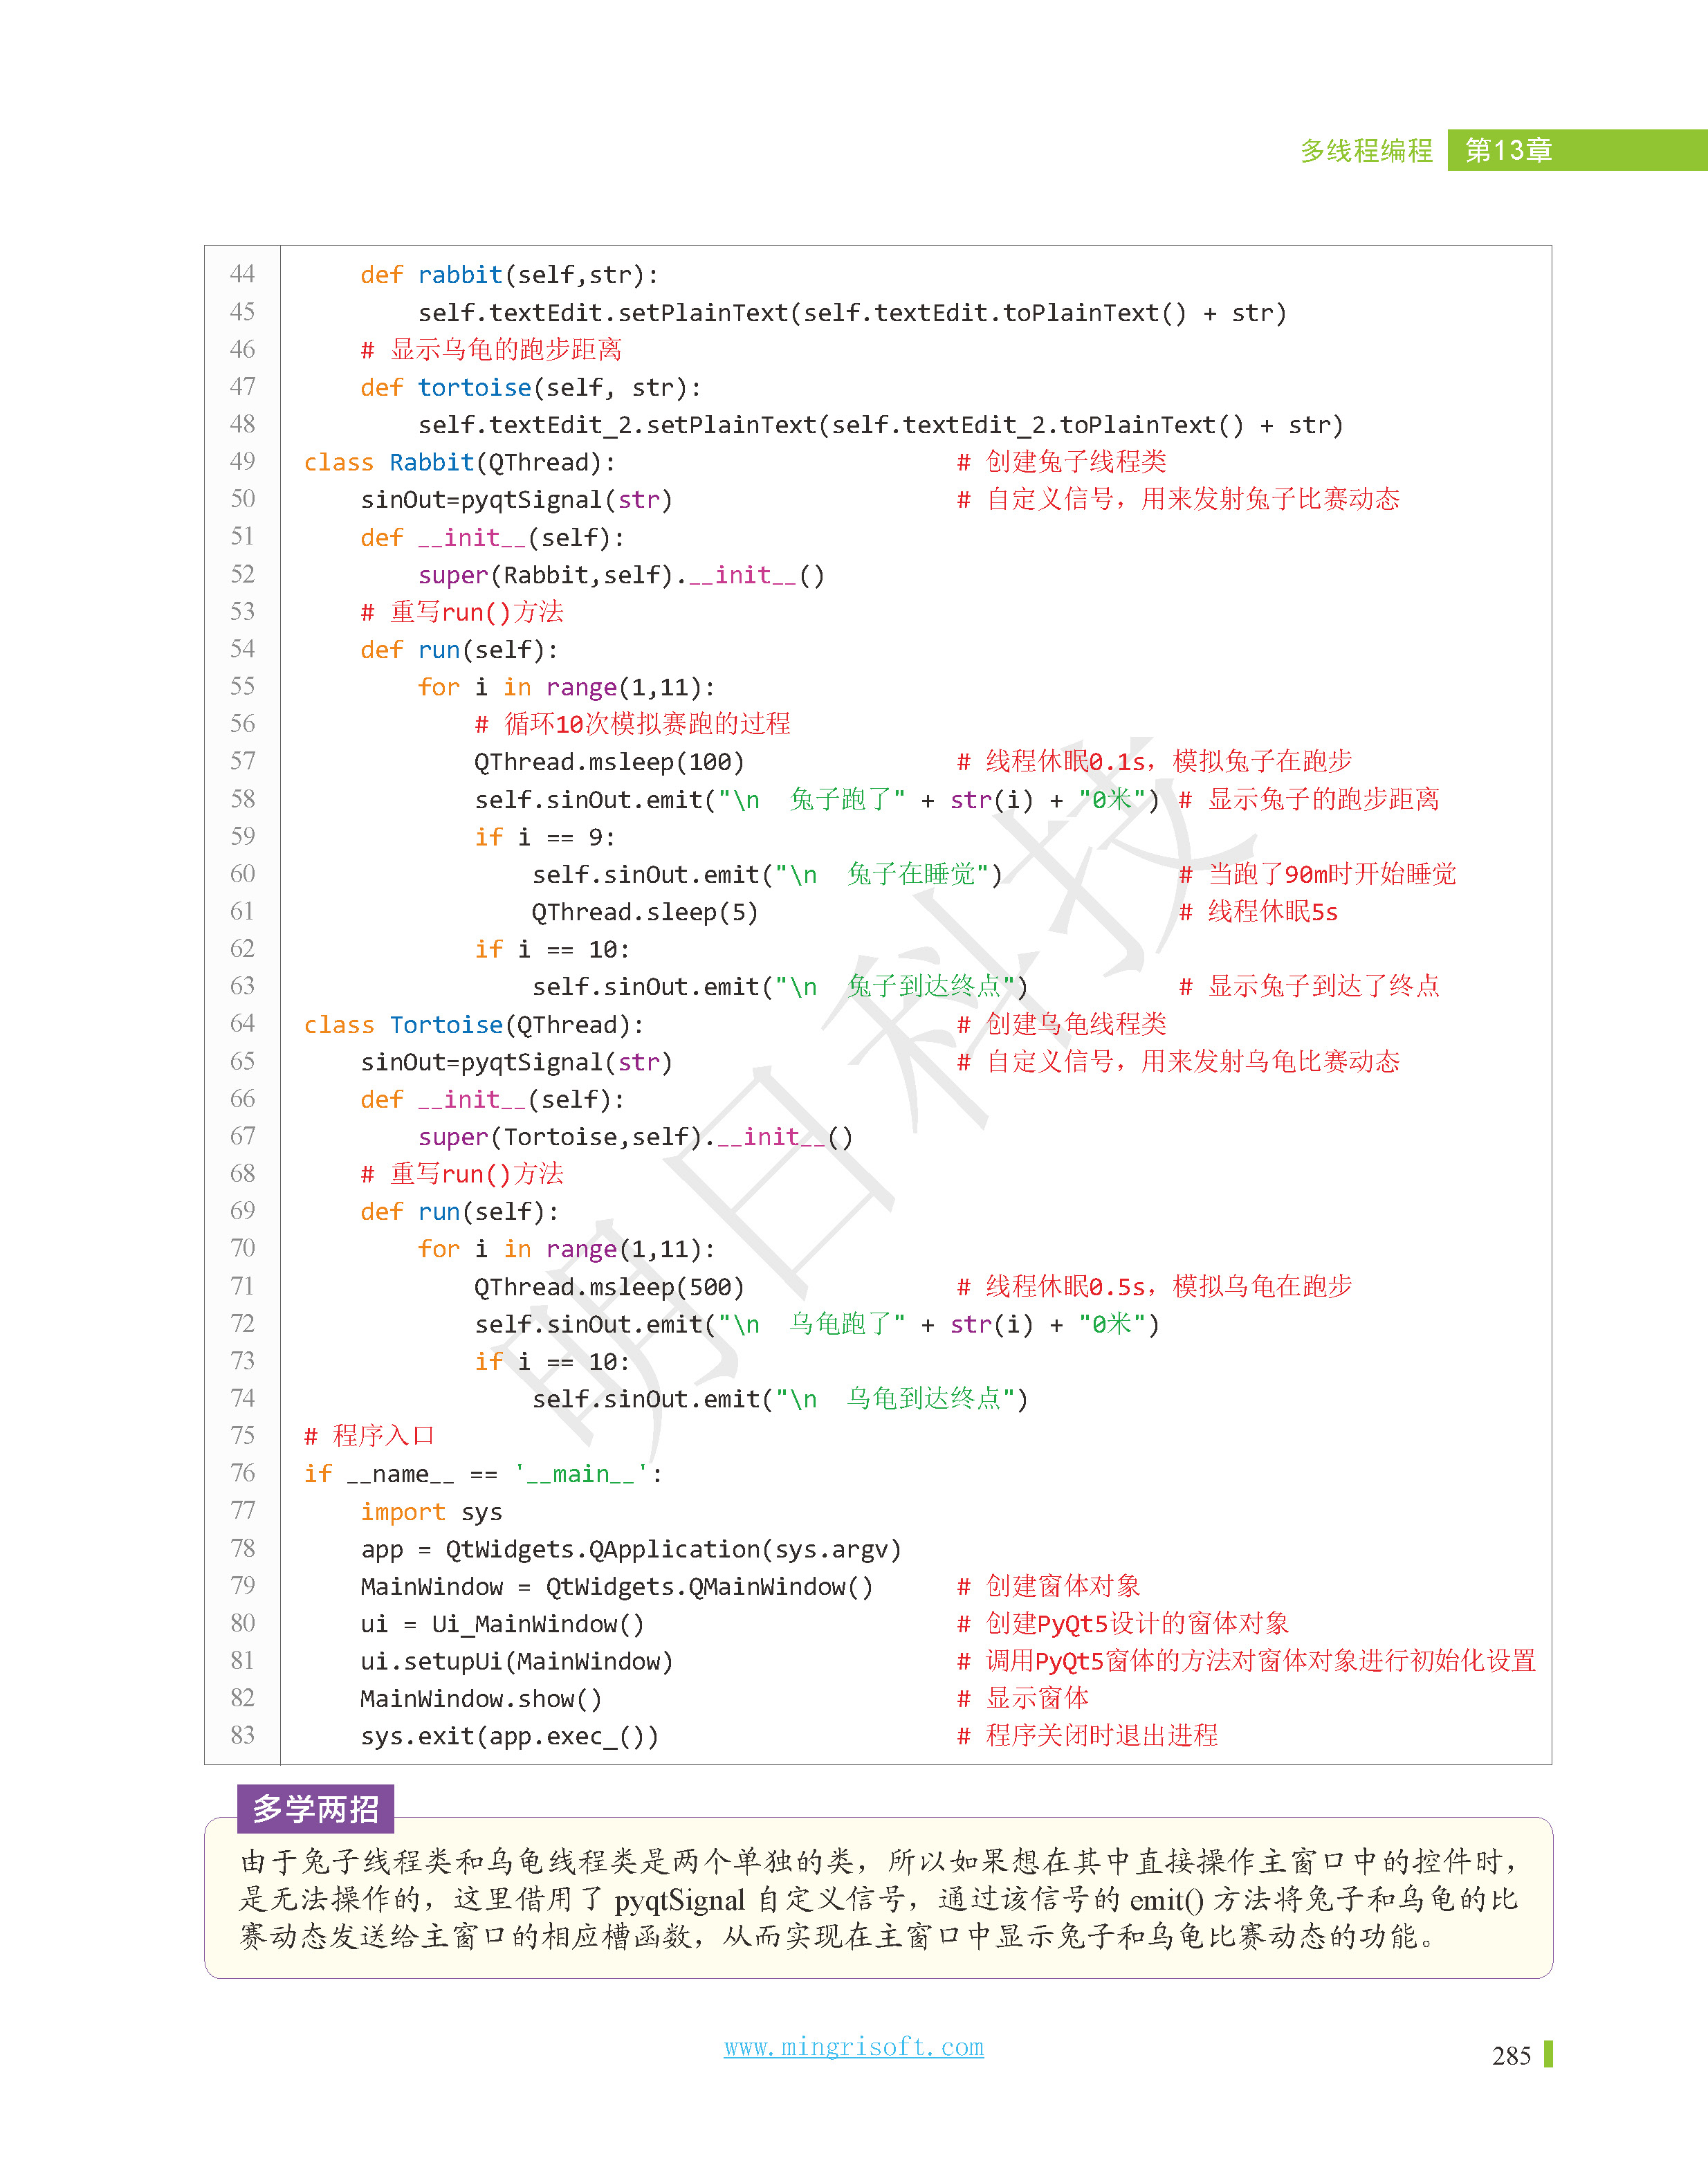 多线程编程 第13章
44 def rabbit(self,str):
45 self.textEdit.setPlainText(self.textEdit.toPlainText() + str)
46 # 显示乌龟的跑步距离
47 def tortoise(self, str):
48 self.textEdit_2.setPlainText(self.textEdit_2.toPlainText() + str)
49 class Rabbit(QThread): # 创建兔子线程类
50 sinOut=pyqtSignal(str) # 自定义信号，用来发射兔子比赛动态
51 def __init__(self):
52 super(Rabbit,self).__init__()
53 # 重写run()方法
54 def run(self):
55 for i in range(1,11):
56 # 循环10次模拟赛跑的过程
57 QThread.msleep(100) # 线程休眠0.1s，模拟兔子在跑步
58 self.sinOut.emit("\n  兔子跑了" + str(i) + "0米") # 显示兔子的跑步距离
59 if i == 9:
60 self.sinOut.emit("\n  兔子在睡觉") # 当跑了90m时开始睡觉
61 QThread.sleep(5) # 线程休眠5s
62 if i == 10:
63 self.sinOut.emit("\n  兔子到达终点") # 显示兔子到达了终点
64 class Tortoise(QThread): # 创建乌龟线程类
65 sinOut=pyqtSignal(str) # 自定义信号，用来发射乌龟比赛动态
66 def __init__(self):
67 super(Tortoise,self).__init__()
68 # 重写run()方法
69 def run(self):
70 for i in range(1,11):
71 QThread.msleep(500) # 线程休眠0.5s，模拟乌龟在跑步
72 self.sinOut.emit("\n  乌龟跑了" + str(i) + "0米")
73 if i == 10:
74 self.sinOut.emit("\n  乌龟到达终点")
75 # 程序入口
76 if __name__ == '__main__':
77 import sys
78 app = QtWidgets.QApplication(sys.argv)
79 MainWindow = QtWidgets.QMainWindow() # 创建窗体对象
80 ui = Ui_MainWindow() # 创建PyQt5设计的窗体对象
81 ui.setupUi(MainWindow) # 调用PyQt5窗体的方法对窗体对象进行初始化设置
82 MainWindow.show() # 显示窗体
83 sys.exit(app.exec_()) # 程序关闭时退出进程
明日科技
多学两招
由于兔子线程类和乌龟线程类是两个单独的类，所以如果想在其中直接操作主窗口中的控件时，
是无法操作的，这里借用了 pyqtSignal 自定义信号，通过该信号的 emit() 方法将兔子和乌龟的比
赛动态发送给主窗口的相应槽函数，从而实现在主窗口中显示兔子和乌龟比赛动态的功能。
www.mingrisoft.com
285